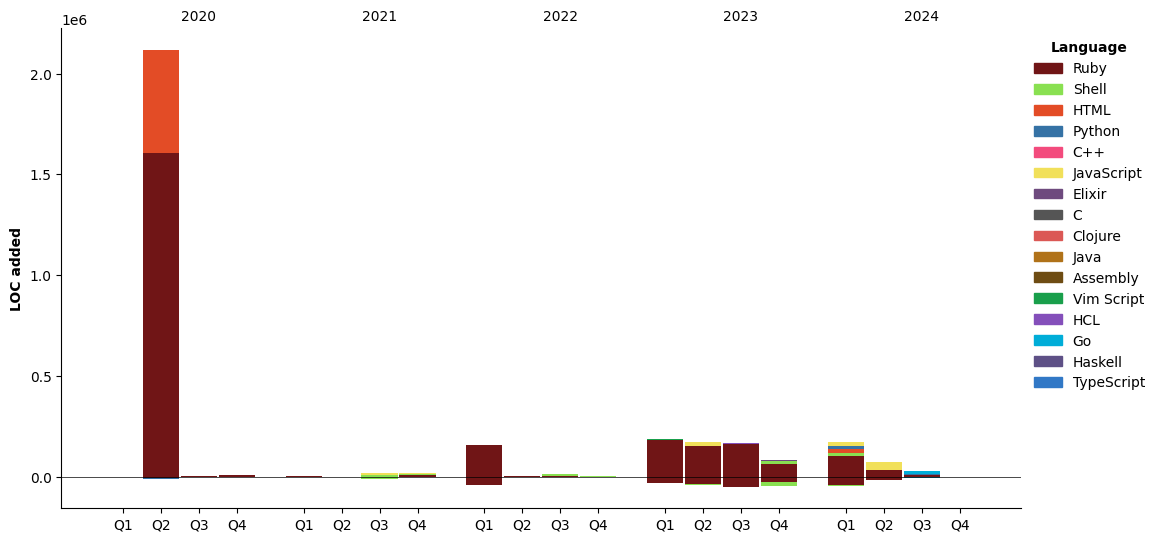 1e6
2020 2021 2022 2023 2024
Language
Ruby
Shell
HTML
Python
C++
JavaScript
Elixir
C
Clojure
Java
Assembly
Vim Script
HCL
Go
Haskell
TypeScript
LOC added
2.0
1.5
1.0
0.5
0.0
Q1 Q2 Q3 Q4 Q1 Q2 Q3 Q4 Q1 Q2 Q3 Q4 Q1 Q2 Q3 Q4 Q1 Q2 Q3 Q4